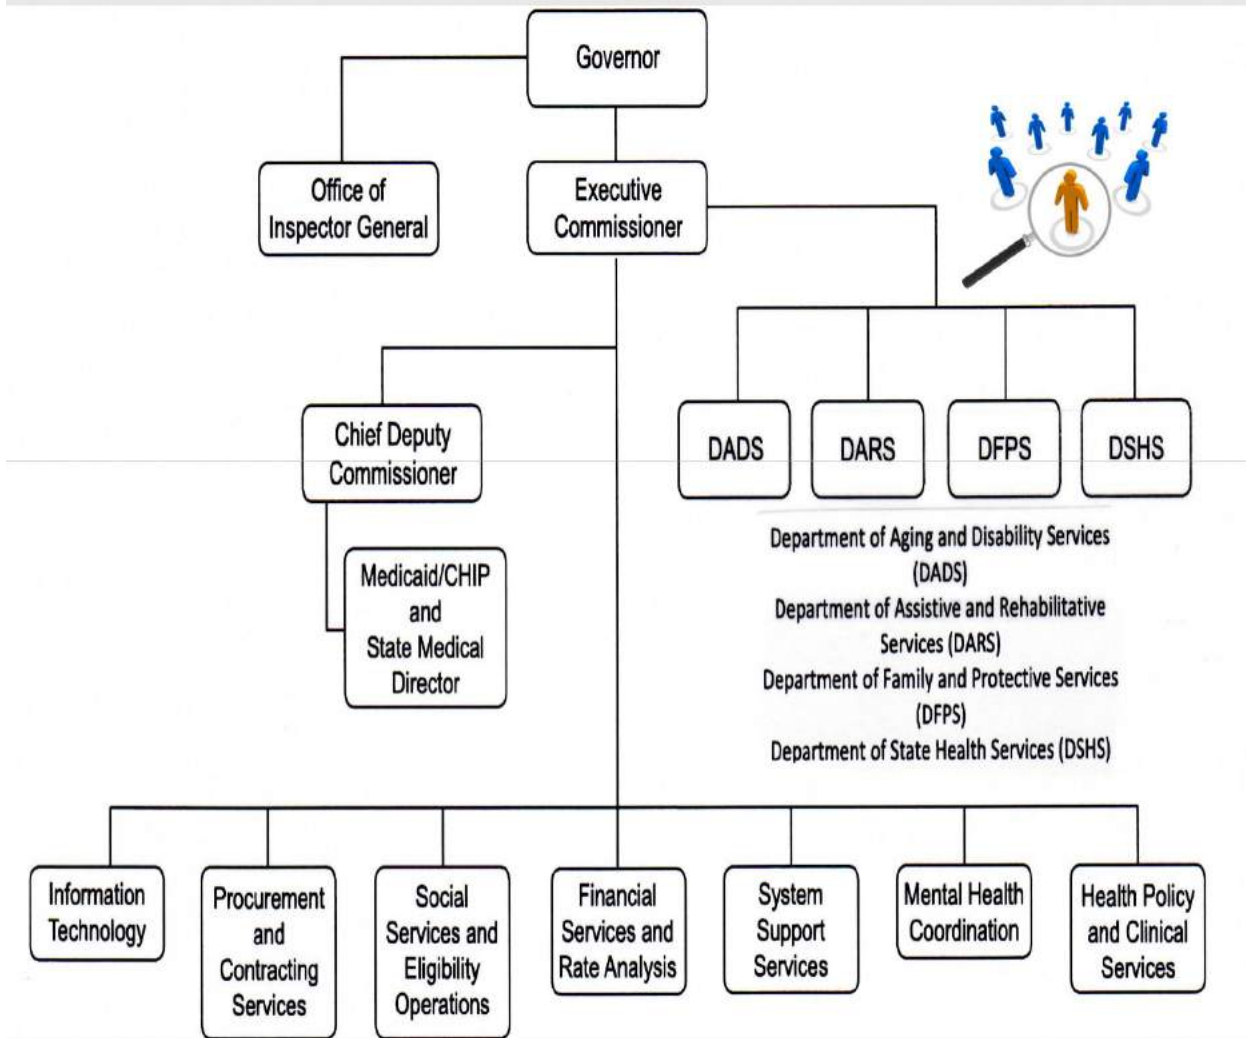 Governor
Office of
Inspector General
Executive
Commissioner
Chief Deputy
Commissioner
DADS
DARS
DFPS
DSHS
Medicaid/CHIP
and
State Medical
Director
Department of Aging and Disability Services
(DADS)
Department of Assistive and Rehabilitative
Services (DARS)
Department of Family and Protective Services
(DFPS)
Department of State Health Services (DSHS)
Information
Technology
Procurement
and
Contracting
Services
Social
Services and
Eligibility
Operations
Financial
Services and
Rate Analysis
System
Support
Services
Mental Health
Coordination
Health Policy
and Clinical
Services